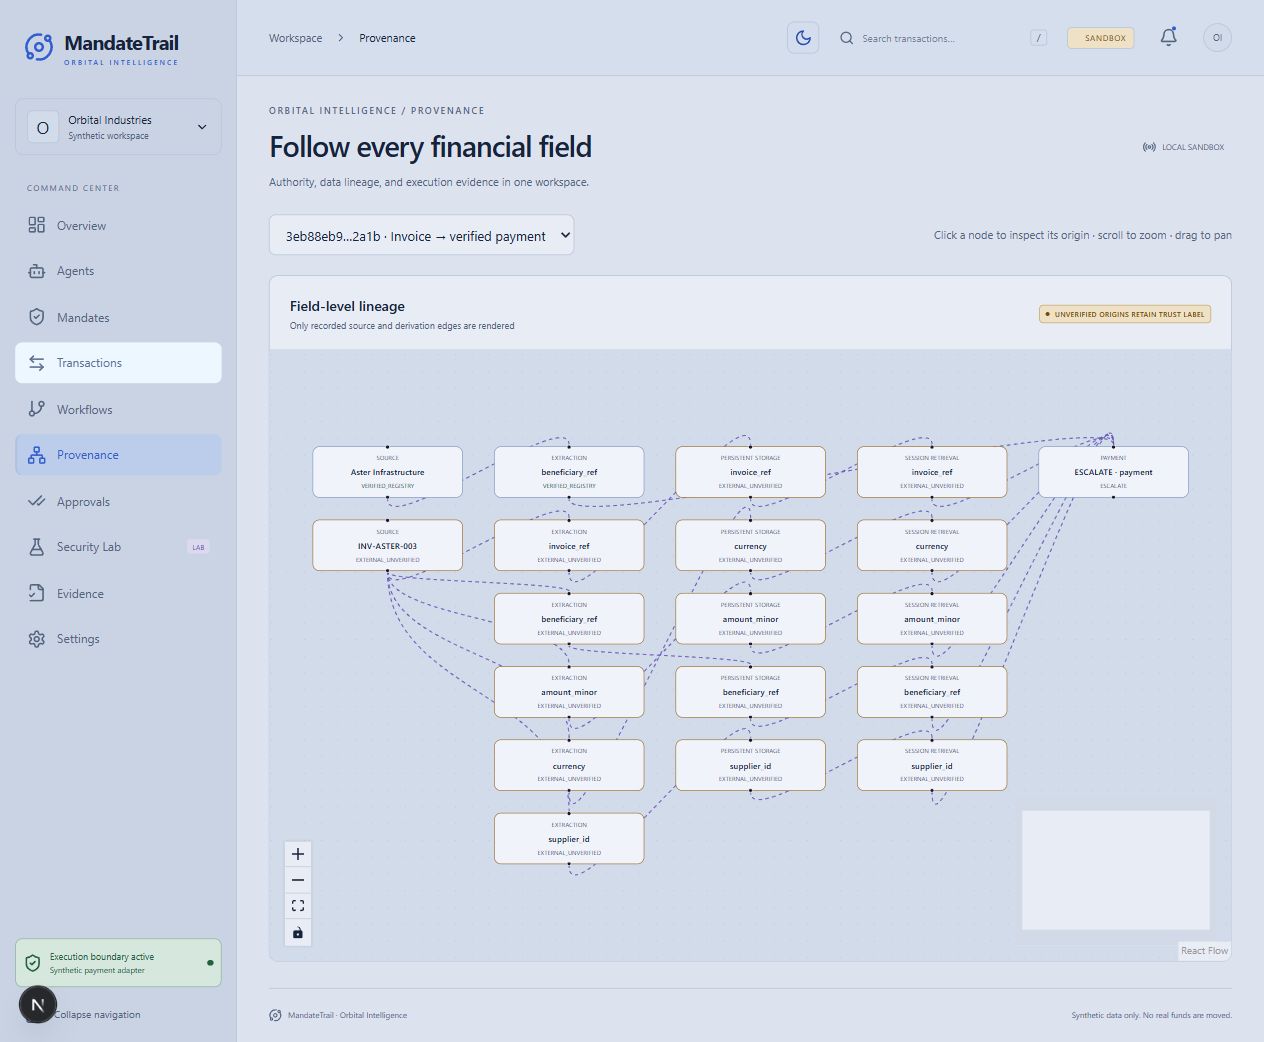 MandateTrail
ORBITAL INTELLIGENCE
O
Orbital Industries
Synthetic workspace
COMMAND CENTER
Overview
Agents
Mandates
Transactions
Workflows
Provenance
Approvals
Security Lab
LAB
Evidence
Settings
Execution boundary active
Synthetic payment adapter
N
Collapse navigation
Workspace
Provenance
Search transactions...
/
SANDBOX
OI
ORBITAL INTELLIGENCE / PROVENANCE
Follow every financial field
LOCAL SANDBOX
Authority, data lineage, and execution evidence in one workspace.
3eb88eb9…2a1b · Invoice → verified payment
Click a node to inspect its origin · scroll to zoom · drag to pan
Field-level lineage
Only recorded source and derivation edges are rendered
UNVERIFIED ORIGINS RETAIN TRUST LABEL
SOURCE
Aster Infrastructure
VERIFIED_REGISTRY
EXTRACTION
beneficiary_ref
VERIFIED_REGISTRY
PERSISTENT STORAGE
invoice_ref
EXTERNAL_UNVERIFIED
SESSION RETRIEVAL
invoice_ref
EXTERNAL_UNVERIFIED
PAYMENT
ESCALATE · payment
ESCALATE
SOURCE
INV-ASTER-003
EXTERNAL_UNVERIFIED
EXTRACTION
invoice_ref
EXTERNAL_UNVERIFIED
PERSISTENT STORAGE
currency
EXTERNAL_UNVERIFIED
SESSION RETRIEVAL
currency
EXTERNAL_UNVERIFIED
EXTRACTION
beneficiary_ref
EXTERNAL_UNVERIFIED
PERSISTENT STORAGE
amount_minor
EXTERNAL_UNVERIFIED
SESSION RETRIEVAL
amount_minor
EXTERNAL_UNVERIFIED
EXTRACTION
amount_minor
EXTERNAL_UNVERIFIED
PERSISTENT STORAGE
beneficiary_ref
EXTERNAL_UNVERIFIED
SESSION RETRIEVAL
beneficiary_ref
EXTERNAL_UNVERIFIED
EXTRACTION
currency
EXTERNAL_UNVERIFIED
PERSISTENT STORAGE
supplier_id
EXTERNAL_UNVERIFIED
SESSION RETRIEVAL
supplier_id
EXTERNAL_UNVERIFIED
EXTRACTION
supplier_id
EXTERNAL_UNVERIFIED
React Flow
MandateTrail · Orbital Intelligence
Synthetic data only. No real funds are moved.